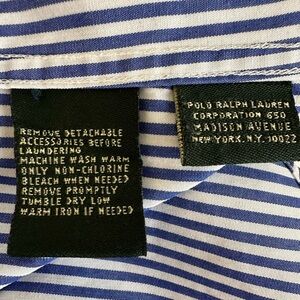 REMOVE DETACHABLE
ACCESSORIES BEFORE
LAUNDERING
MACHINE WASH WARM
ONLY NON-CHLORINE
BLEACH WHEN NEEDED
REMOVE PROMPTLY
TUMBLE DRY LOW
WARM IRON IF NEEDED
POLO RALPH LAUREN
CORPORATION 650
MADISON AVENUE
NEW YORK. N.Y. 10022